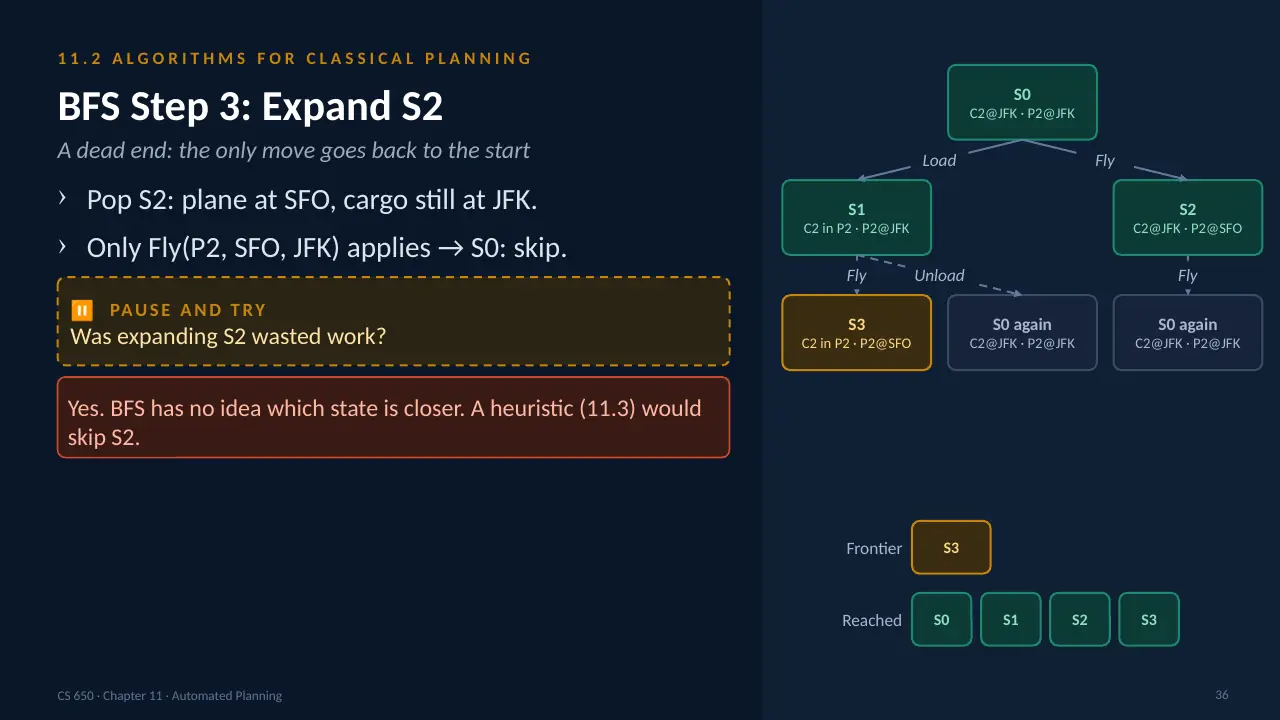 11.2 ALGORITHMS FOR CLASSICAL PLANNING
BFS Step 3: Expand S2
A dead end: the only move goes back to the start
› Pop S2: plane at SFO, cargo still at JFK.
› Only Fly(P2, SFO, JFK) applies → S0: skip.
⏸ PAUSE AND TRY
Was expanding S2 wasted work?
Yes. BFS has no idea which state is closer. A heuristic (11.3) would
skip S2.
S0
C2@JFK · P2@JFK
Load
Fly
S1
C2 in P2 · P2@JFK
S2
C2@JFK · P2@SFO
Fly
Unload
Fly
S3
C2 in P2 · P2@SFO
S0 again
C2@JFK · P2@JFK
S0 again
C2@JFK · P2@JFK
Frontier
S3
Reached
S0
S1
S2
S3
CS 650 · Chapter 11 · Automated Planning
36